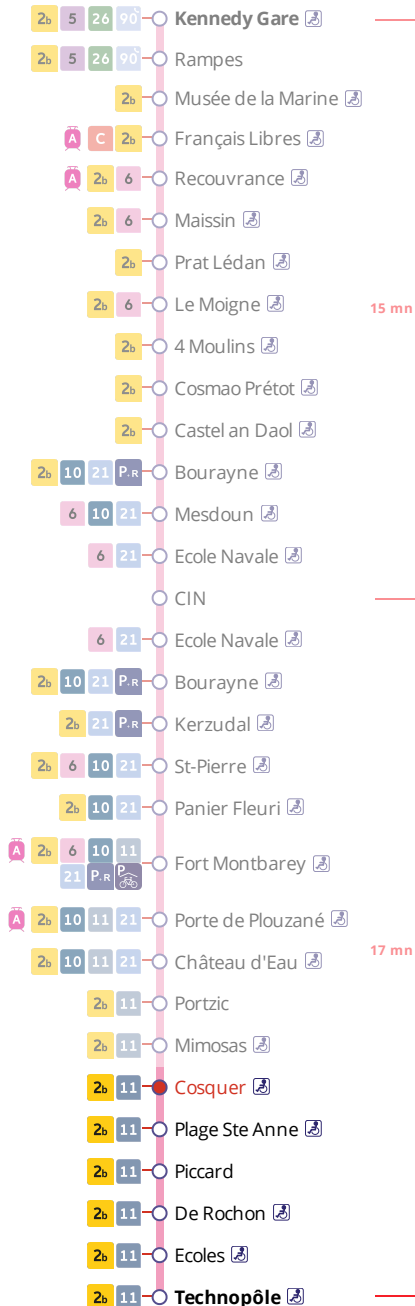 2b 5 26 90 Kennedy Gare
2b 5 26 90 Rampes
2b Musée de la Marine
A C 2b Français Libres
A 2b 6 Recouvrance
2b 6 Maissin
2b Prat Lédan
2b 6 Le Moigne 15 mn
2b 4 Moulins
2b Cosmao Prétot
2b Castel an Daol
2b 10 21 P+R Bourayne
6 10 21 Mesdoun
6 21 Ecole Navale
CIN
6 21 Ecole Navale
2b 10 21 P+R Bourayne
2b 21 P+R Kerzudal
2b 6 10 21 St-Pierre
2b 10 21 Panier Fleuri
A 2b 6 10 11
21 P+R P Fort Montbarey
A 2b 10 11 21 Porte de Plouzané
17 mn
2b 10 11 21 Château d'Eau
2b 11 Portzic
2b 11 Mimosas
2b 11 Cosquer
2b 11 Plage Ste Anne
2b 11 Piccard
2b 11 De Rochon
2b 11 Ecoles
2b 11 Technopôle